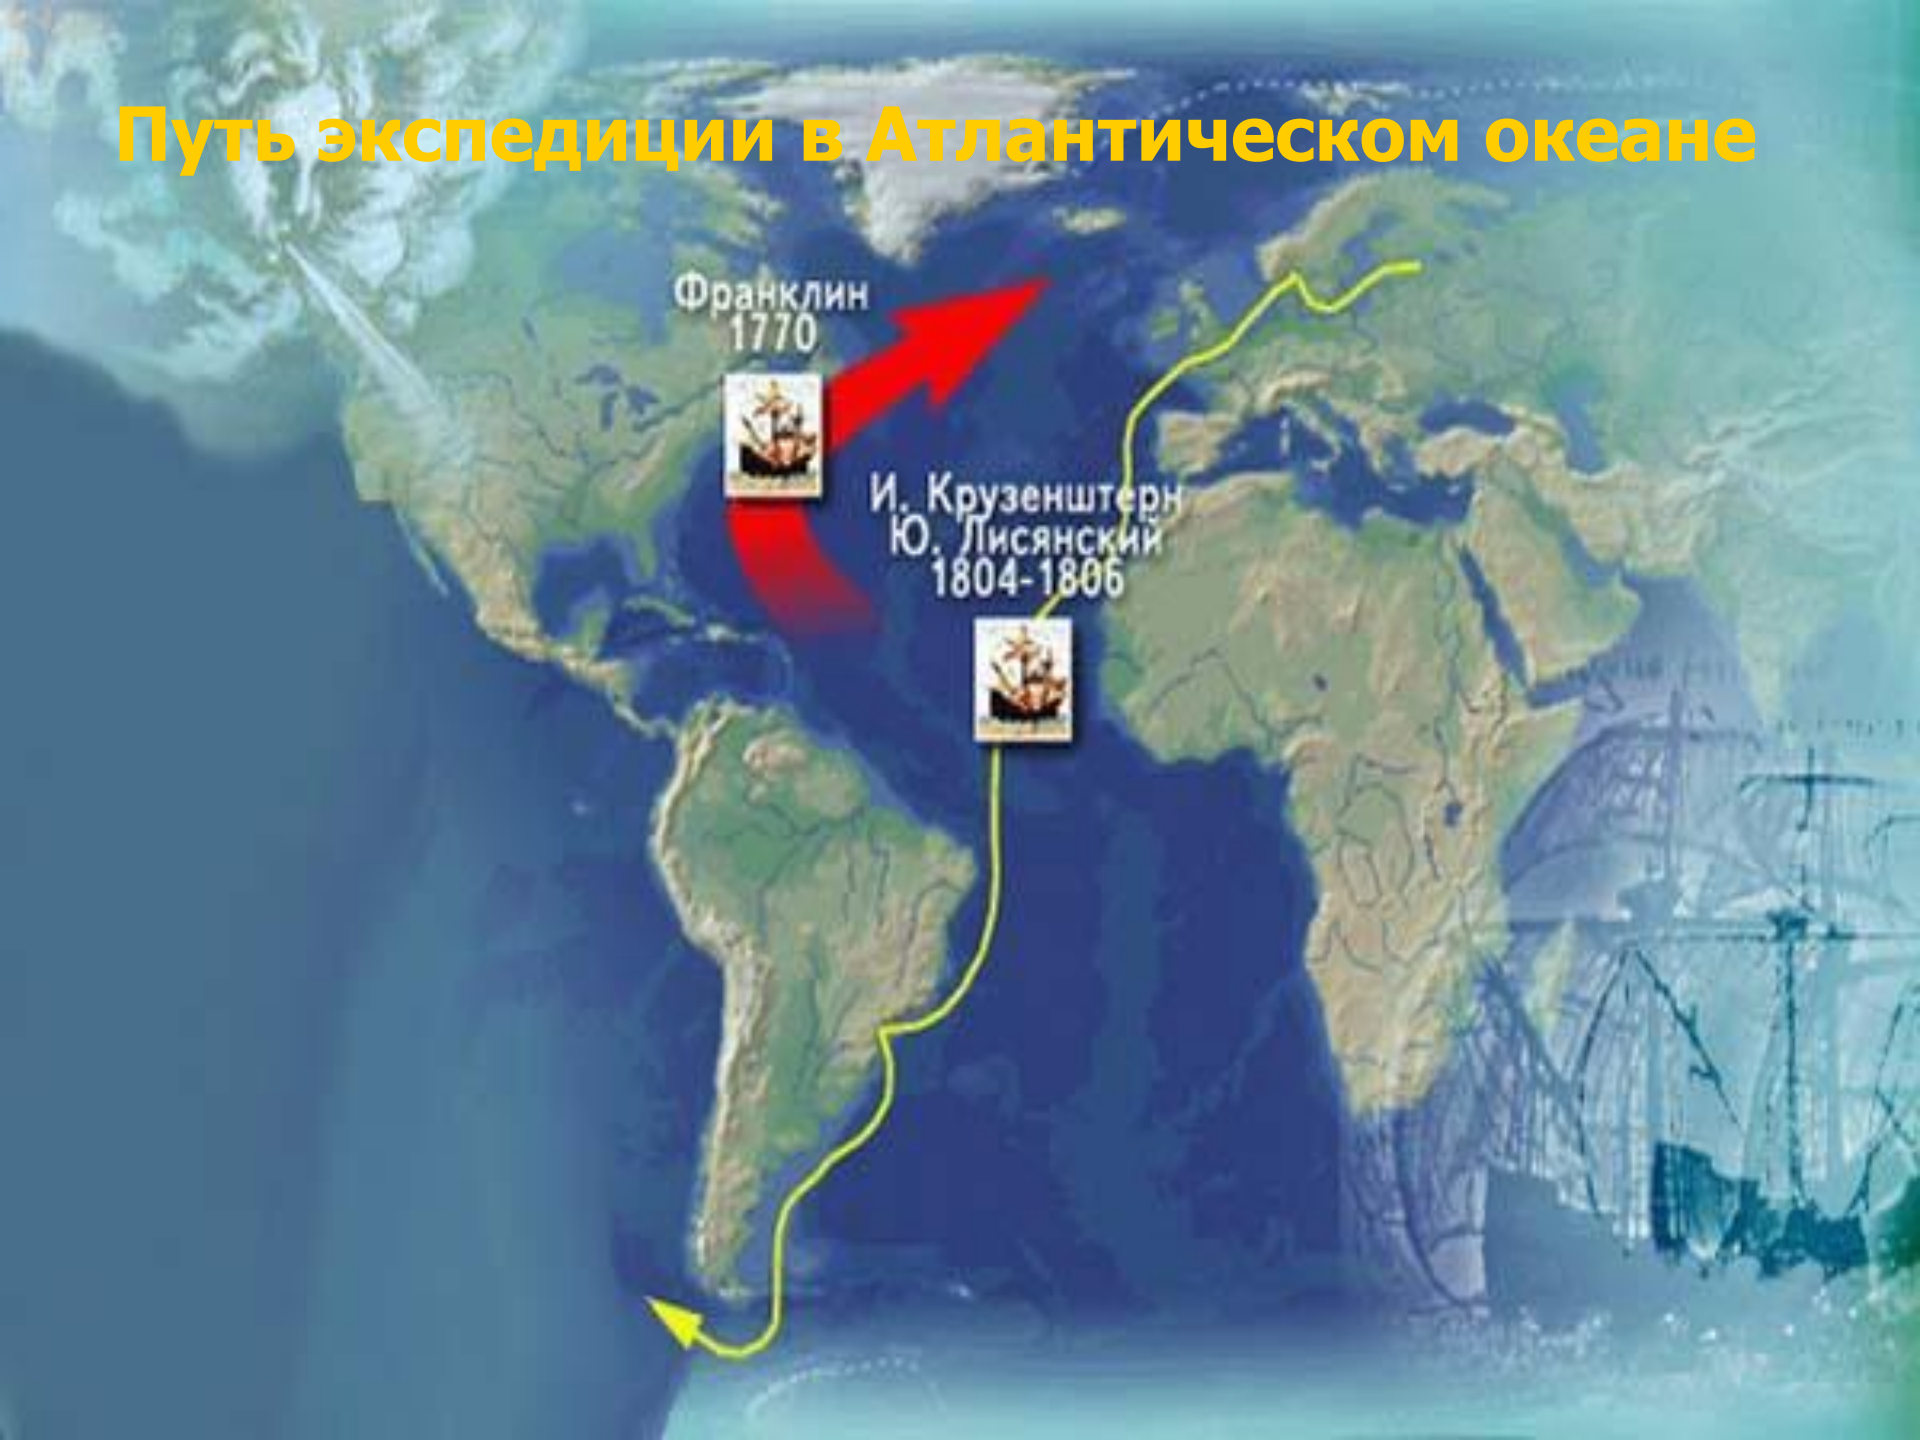 Путь экспедиции в Атлантическом океане
Франклин
1770
И. Крузенштерн
Ю. Лисянский
1804-1806